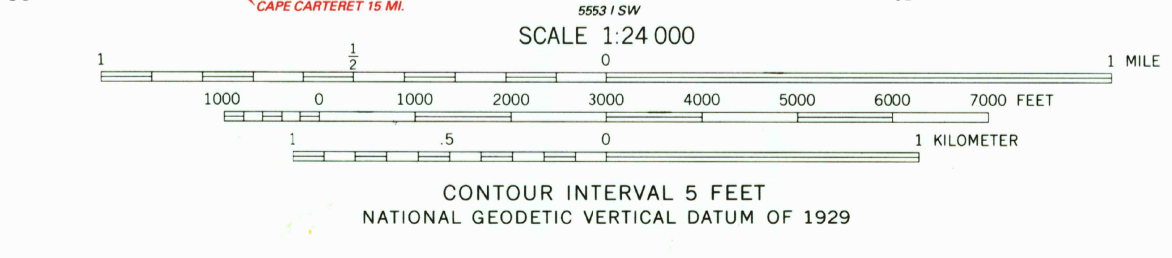 CAPE CARTERET 15 MI.
5553 I SW
SCALE 1:24 000
1 1/2 0 1 MILE
1000 0 1000 2000 3000 4000 5000 6000 7000 FEET
1 .5 0 1 KILOMETER
CONTOUR INTERVAL 5 FEET
NATIONAL GEODETIC VERTICAL DATUM OF 1929